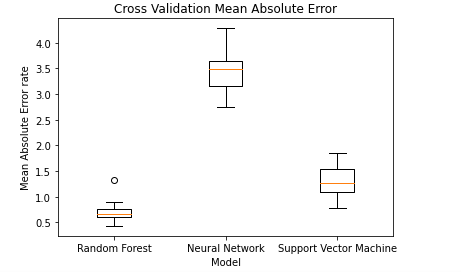 Cross Validation Mean Absolute Error
Mean Absolute Error rate
4.0
3.5
3.0
2.5
2.0
1.5
1.0
0.5
Random Forest Neural Network Support Vector Machine
Model